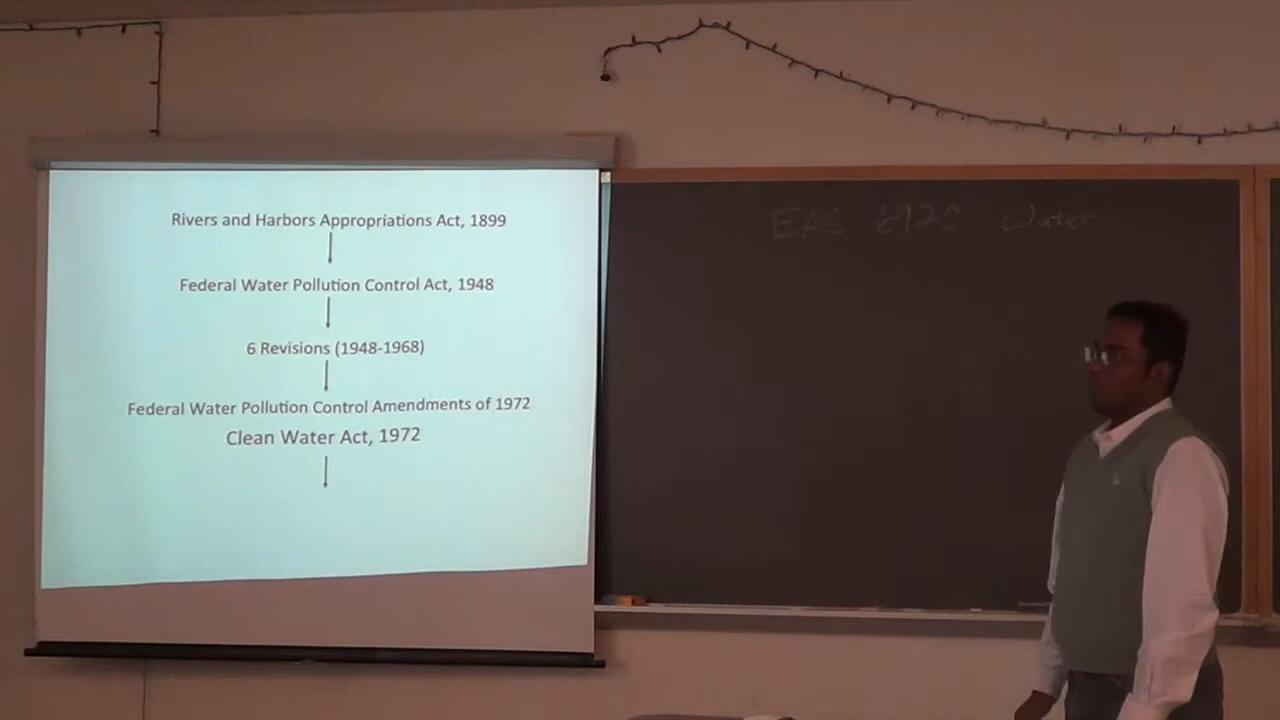 Rivers and Harbors Appropriations Act, 1899
Federal Water Pollution Control Act, 1948
6 Revisions (1948-1968)
Federal Water Pollution Control Amendments of 1972
Clean Water Act, 1972
Water